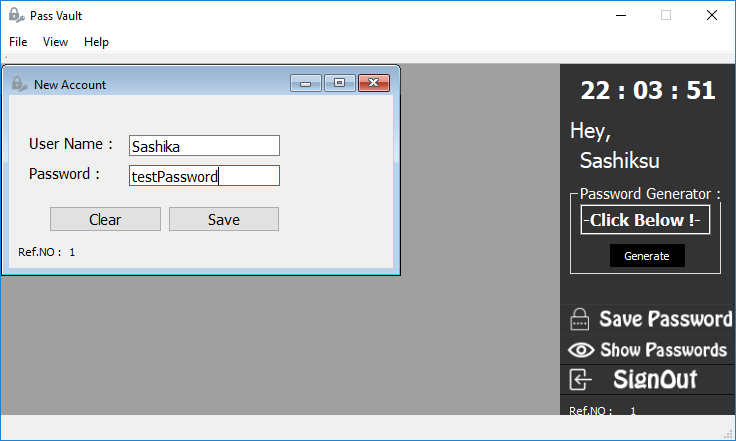 Pass Vault
File View Help
New Account
User Name : Sashika
Password : testPassword
Clear Save
Ref.NO : 1
22 : 03 : 51
Hey,
Sashiksu
Password Generator :
-Click Below !-
Generate
Save Password
Show Passwords
SignOut
Ref.NO : 1